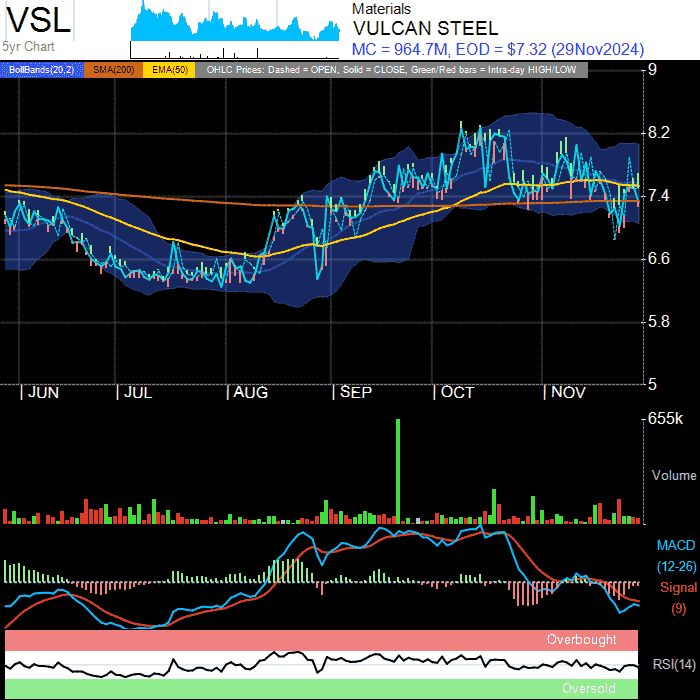 VSL
5yr Chart
Materials
VULCAN STEEL
MC = 964.7M, EOD = $7.32 (29Nov2024)
BollBands(20,2) SMA(200) EMA(50) OHLC Prices: Dashed = OPEN, Solid = CLOSE, Green/Red bars = Intra-day HIGH/LOW
9
8.2
7.4
6.6
5.8
5
| JUN | JUL | AUG | SEP | OCT | NOV
655k
Volume
MACD
(12-26)
Signal
(9)
Overbought
RSI(14)
Oversold